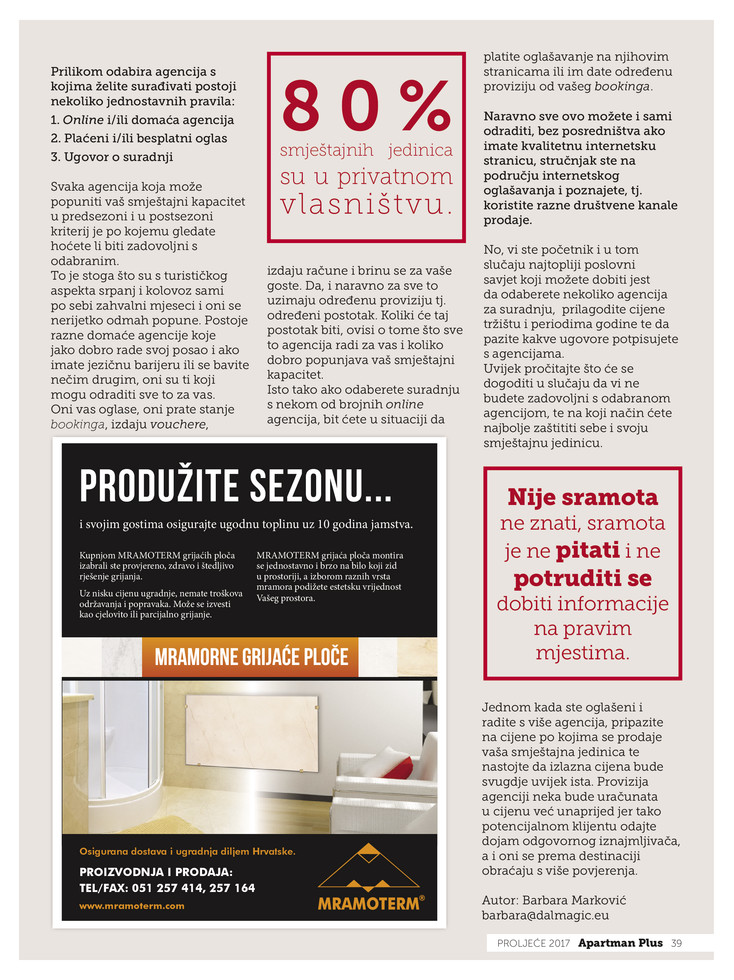 Prilikom odabira agencija s
kojima želite surađivati postoji
nekoliko jednostavnih pravila:
1. Online i/ili domaća agencija
2. Plaćeni i/ili besplatni oglas
3. Ugovor o suradnji
Svaka agencija koja može
popuniti vaš smještajni kapacitet
u predsezoni i u postsezoni
kriterij je po kojemu gledate
hoćete li biti zadovoljni s
odabranim.
To je stoga što su s turističkog
aspekta srpanj i kolovoz sami
po sebi zahvalni mjeseci i oni se
nerijetko odmah popune. Postoje
razne domaće agencije koje
jako dobro rade svoj posao i ako
imate jezičnu barijeru ili se bavite
nečim drugim, oni su ti koji
mogu odraditi sve to za vas.
Oni vas oglase, oni prate stanje
bookinga, izdaju vouchere,
80%
smještajnih jedinica
su u privatnom
vlasništvu.
izdaju račune i brinu se za vaše
goste. Da, i naravno za sve to
uzimaju određenu proviziju tj.
određeni postotak. Koliki će taj
postotak biti, ovisi o tome što sve
to agencija radi za vas i koliko
dobro popunjava vaš smještajni
kapacitet.
Isto tako ako odaberete suradnju
s nekom od brojnih online
agencija, bit ćete u situaciji da
platite oglašavanje na njihovim
stranicama ili im date određenu
proviziju od vašeg bookinga.
Naravno sve ovo možete i sami
odraditi, bez posredništva ako
imate kvalitetnu internetsku
stranicu, stručnjak ste na
području internetskog
oglašavanja i poznajete, tj.
koristite razne društvene kanale
prodaje.
No, vi ste početnik i u tom
slučaju najtopliji poslovni
savjet koji možete dobiti jest
da odaberete nekoliko agencija
za suradnju, prilagodite cijene
tržištu i periodima godine te da
pazite kakve ugovore potpisujete
s agencijama.
Uvijek pročitajte što će se
dogoditi u slučaju da vi ne
budete zadovoljni s odabranom
agencijom, te na koji način ćete
najbolje zaštititi sebe i svoju
smještajnu jedinicu.
Nije sramota
ne znati, sramota
je ne pitati i ne
potruditi se
dobiti informacije
na pravim
mjestima.
Jednom kada ste oglašeni i
radite s više agencija, pripazite
na cijene po kojima se prodaje
vaša smještajna jedinica te
nastojte da izlazna cijena bude
svugdje uvijek ista. Provizija
agenciji neka bude uračunata
u cijenu već unaprijed jer tako
potencijalnom klijentu odajte
dojam odgovornog iznajmljivača,
a i oni se prema destinaciji
obraćaju s više povjerenja.
Autor: Barbara Marković
barbara@dalmagic.eu
PRODUŽITE SEZONU...
i svojim gostima osigurajte ugodnu toplinu uz 10 godina jamstva.
Kupnjom MRAMOTERM grijaćih ploča
izabrali ste provjereno, zdravo i štedljivo
rješenje grijanja.
Uz nisku cijenu ugradnje, nemate troškova
održavanja i popravaka. Može se izvesti
kao cjelovito ili parcijalno grijanje.
MRAMOTERM grijaća ploča montira
se jednostavno i brzo na bilo koji zid
u prostoriji, a izborom raznih vrsta
mramora podižete estetsku vrijednost
Vašeg prostora.
MRAMORNE GRIJAĆE PLOČE
Osigurana dostava i ugradnja diljem Hrvatske.
PROIZVODNJA I PRODAJA:
TEL/FAX: 051 257 414, 257 164
www.mramoterm.com
MRAMOTERM®
PROLJEĆE 2017 Apartman Plus 39